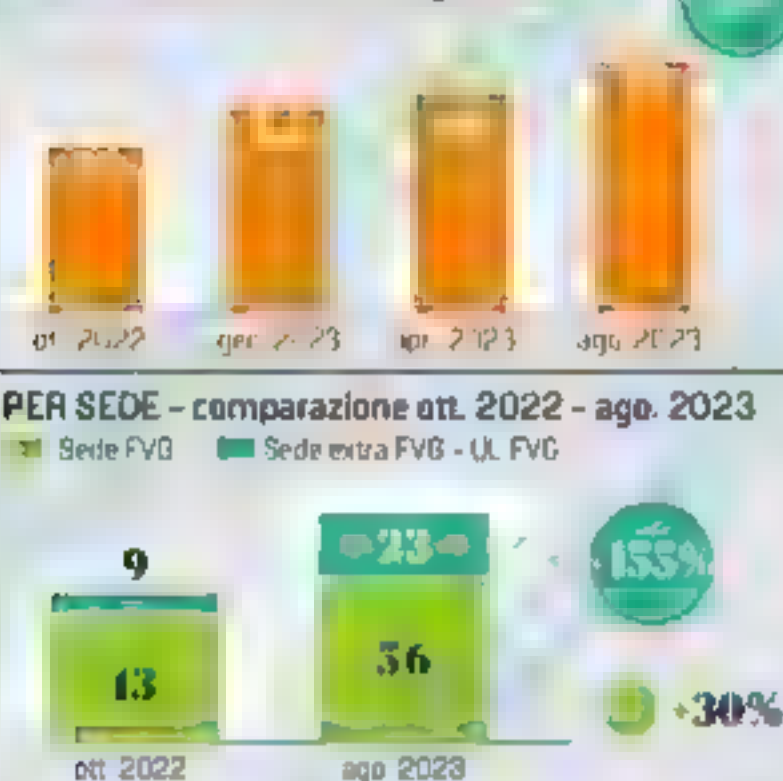 ott. 2022 gen. 2023 apr. 2023 ago. 2023
PER SEDE - comparazione ott. 2022 - ago. 2023
Sede FVG Sede extra FVG - UL FVG
9
23
155%
56
+30%
ott. 2022 ago. 2023